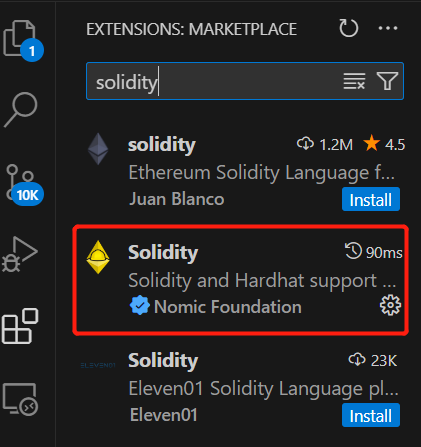 EXTENSIONS: MARKETPLACE
1
solidity
solidity 1.2M 4.5
Ethereum Solidity Language f...
Juan Blanco Install
10K
Solidity 90ms
Solidity and Hardhat support ...
Nomic Foundation
Solidity 23K
ELEVEN01
Eleven01 Solidity Language pl...
Eleven01 Install